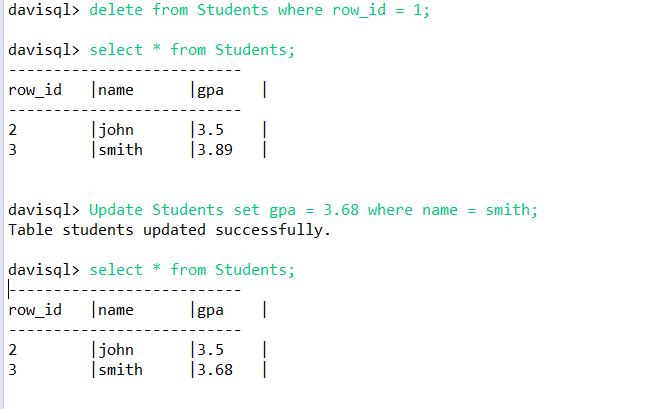 davisql> delete from Students where row_id = 1;
davisql> select * from Students;
--------------------------
row_id   |name      |gpa    |
--------------------------
2        |john      |3.5    |
3        |smith     |3.89   |
davisql> Update Students set gpa = 3.68 where name = smith;
Table students updated successfully.
davisql> select * from Students;
--------------------------
row_id   |name      |gpa    |
--------------------------
2        |john      |3.5    |
3        |smith     |3.68   |